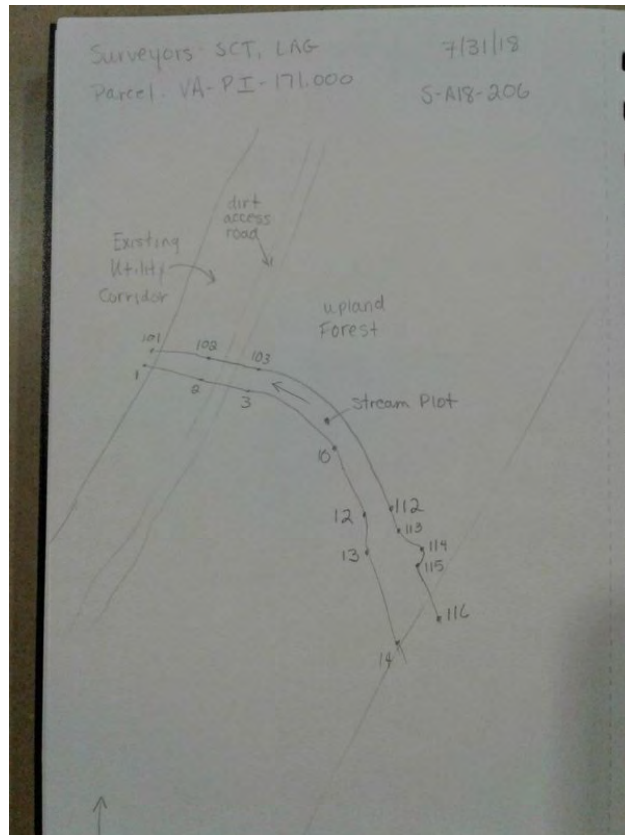 Surveyors- SCT, LAG
7/31/18
Parcel- VA-PI-171.000
S-A18-206
dirt
access
road
Existing
Utility
Corridor
upland
Forest
101
102
103
1
2
3
Stream Plot
10
112
12
113
114
13
115
116
14